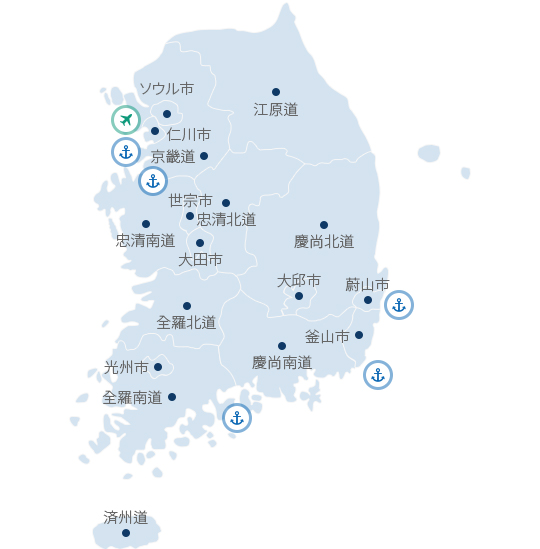 ソウル市
江原道
仁川市
京畿道
世宗市
忠清北道
忠清南道
慶尚北道
大田市
大邱市
蔚山市
全羅北道
釜山市
慶尚南道
光州市
全羅南道
済州道